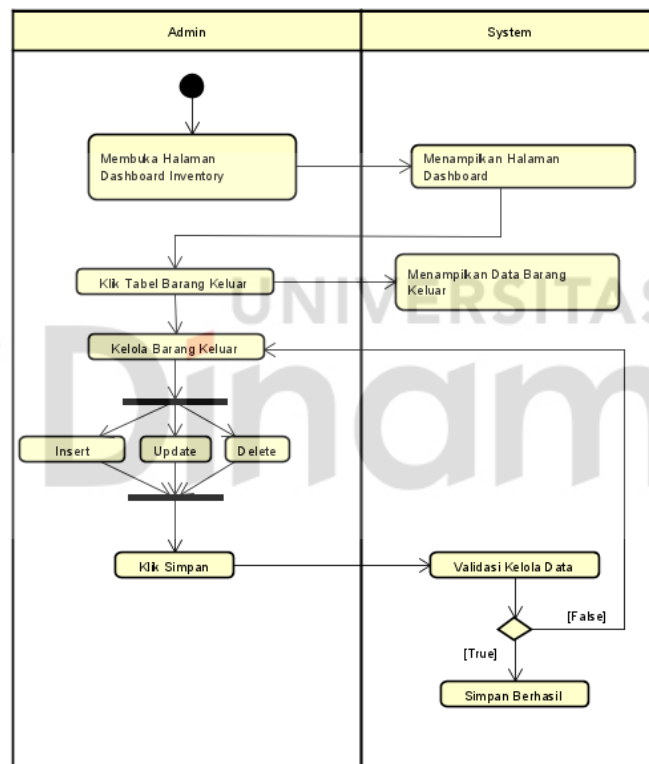 Admin
System
Membuka Halaman
Dashboard Inventory
Menampilkan Halaman
Dashboard
Klik Tabel Barang Keluar
Menampilkan Data Barang
Keluar
UNIVERSITAS
Kelola Barang Keluar
Dinam
Insert
Update
Delete
Klik Simpan
Validasi Kelola Data
[False]
[True]
Simpan Berhasil